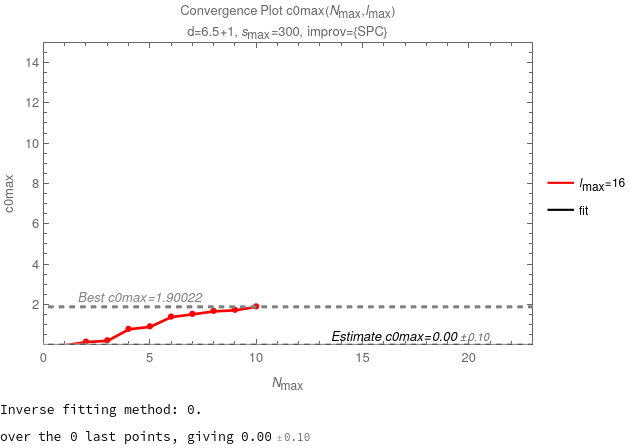 Convergence Plot c0max(Nmax,lmax)
d=6.5+1, smax=300, improv={SPC}
14
12
10
8
6
4
2
c0max
lmax=16
fit
Best c0max=1.90022
Estimate c0max=0.00 ±0.10
0 5 10 15 20
Nmax
Inverse fitting method: 0.
over the 0 last points, giving 0.00 ±0.10